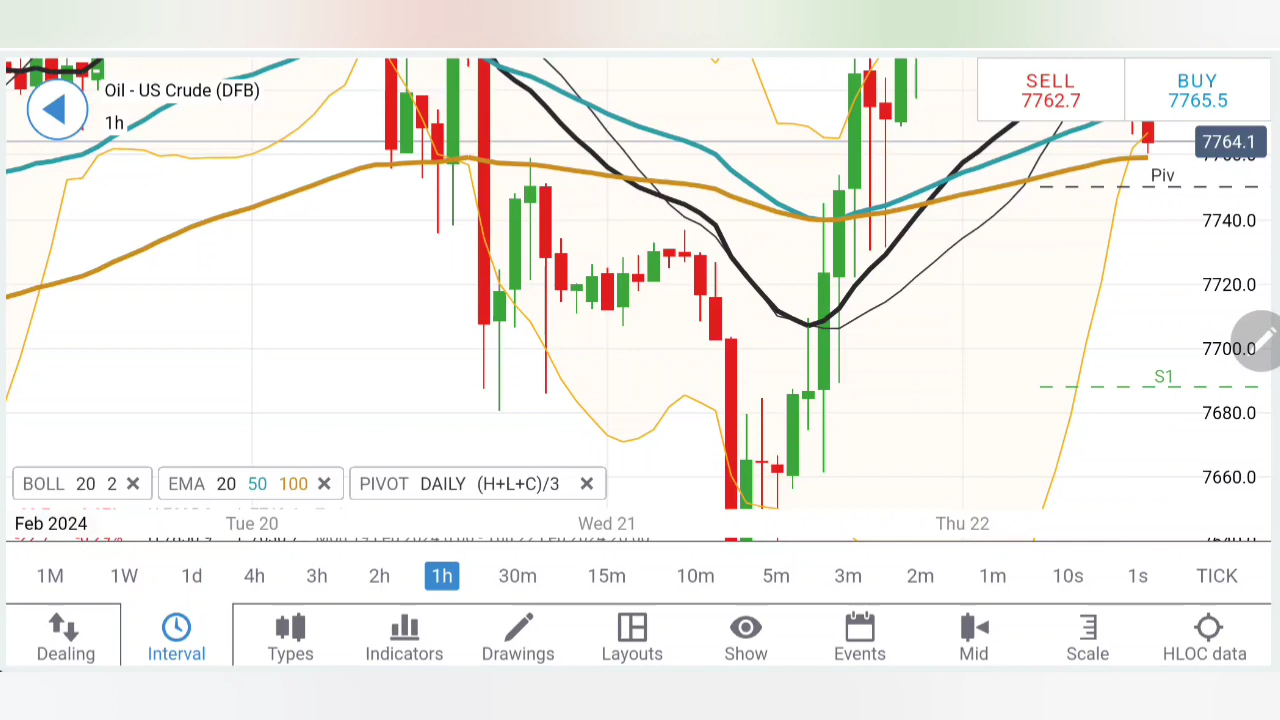 Oil - US Crude (DFB)
1h
SELL
7762.7
BUY
7765.5
7764.1
Piv
7740.0
7720.0
7700.0
S1
7680.0
7660.0
BOLL 20 2 EMA 20 50 100 PIVOT DAILY (H+L+C)/3
Feb 2024 Tue 20 Wed 21 Thu 22
1M 1W 1d 4h 3h 2h 1h 30m 15m 10m 5m 3m 2m 1m 10s 1s TICK
Dealing Interval Types Indicators Drawings Layouts Show Events Mid Scale HLOC data